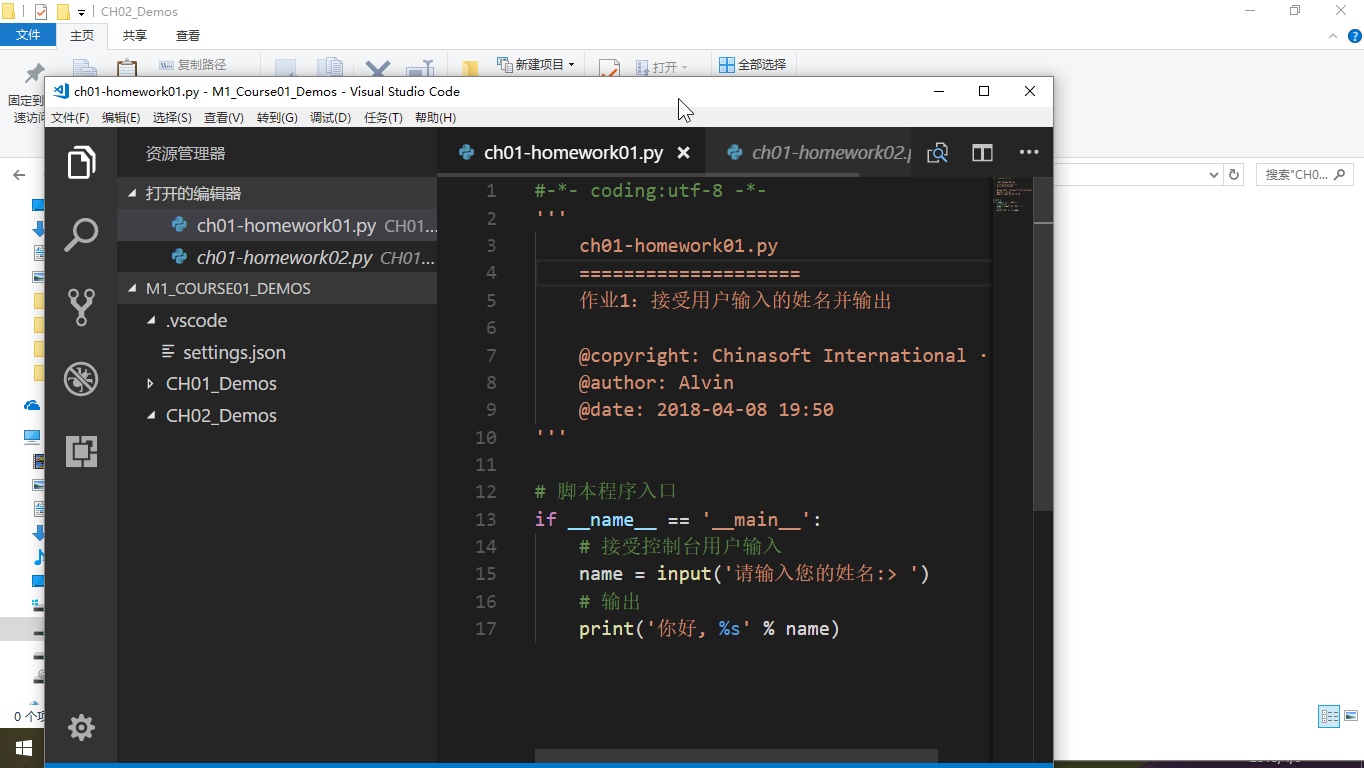 CH02_Demos
文件 主页 共享 查看
复制路径 新建项目 打开 全部选择
固定到
速访问
搜索"CH0...
0 个项
ch01-homework01.py - M1_Course01_Demos - Visual Studio Code
文件(F) 编辑(E) 选择(S) 查看(V) 转到(G) 调试(D) 任务(T) 帮助(H)
资源管理器
打开的编辑器
ch01-homework01.py CH01...
ch01-homework02.py CH01...
M1_COURSE01_DEMOS
.vscode
settings.json
CH01_Demos
CH02_Demos
ch01-homework01.py ch01-homework02.p
1 #-*- coding:utf-8 -*-
2 '''
3 ch01-homework01.py
4 ====================
5 作业1：接受用户输入的姓名并输出
6
7 @copyright: Chinasoft International ·
8 @author: Alvin
9 @date: 2018-04-08 19:50
10 '''
11
12 # 脚本程序入口
13 if __name__ == '__main__':
14 # 接受控制台用户输入
15 name = input('请输入您的姓名:> ')
16 # 输出
17 print('你好, %s' % name)